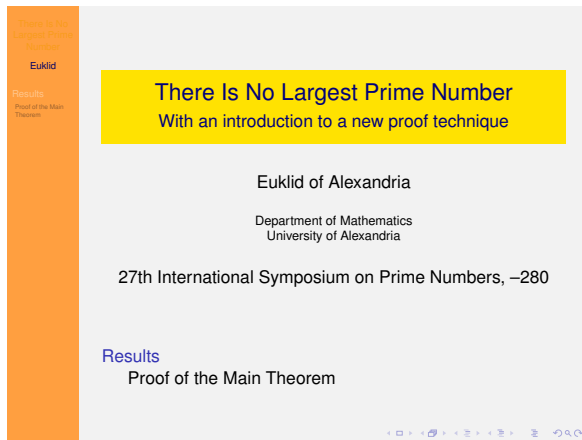 There Is No
Largest Prime
Number
Euklid
Results
Proof of the Main
Theorem
There Is No Largest Prime Number
With an introduction to a new proof technique
Euklid of Alexandria
Department of Mathematics
University of Alexandria
27th International Symposium on Prime Numbers, –280
Results
Proof of the Main Theorem